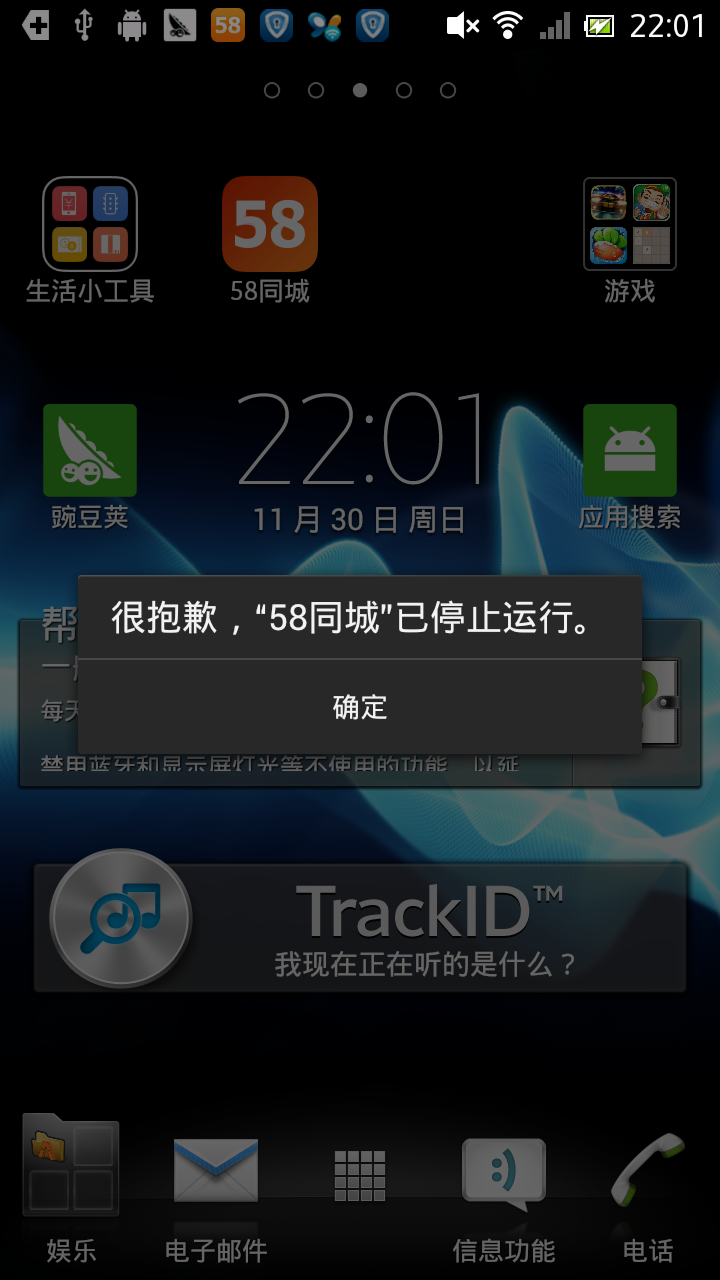 58
22:01
58
生活小工具
58同城
游戏
22:01
11 月 30 日 周日
豌豆荚
应用搜索
帮
很抱歉，“58同城”已停止运行。
一
每天
确定
禁用蓝牙和显示屏灯光等不使用的功能，以延
TrackID™
我现在正在听的是什么？
娱乐
电子邮件
信息功能
电话